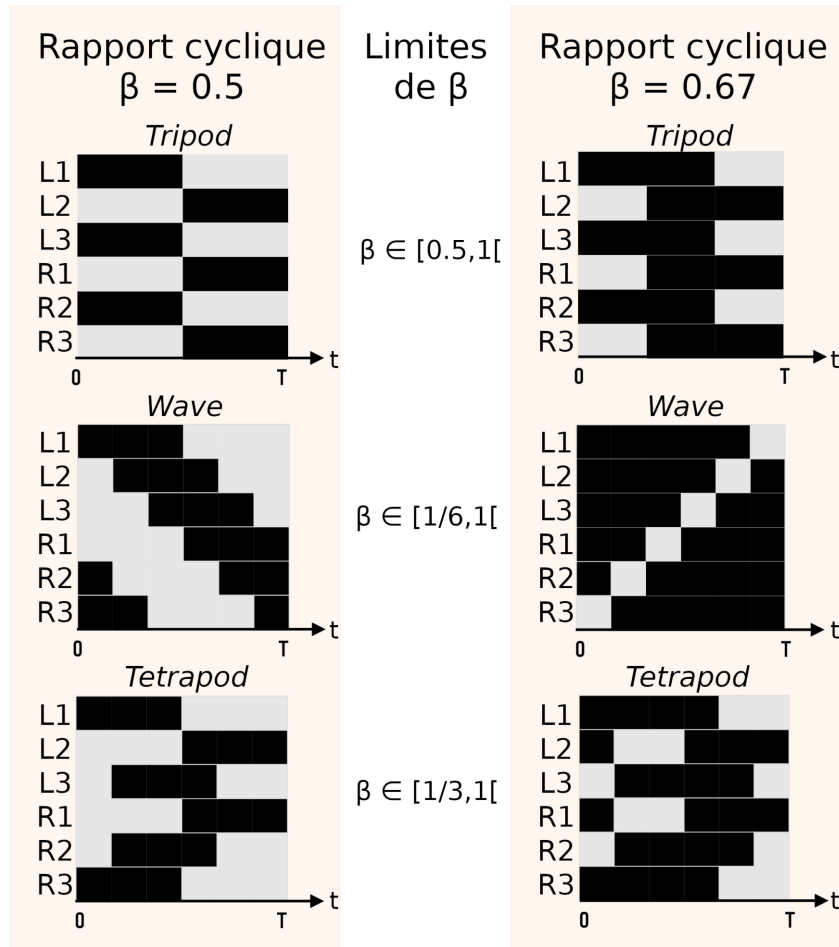 Rapport cyclique
β = 0.5
Limites
de β
Rapport cyclique
β = 0.67
Tripod
L1
L2
L3
R1
R2
R3
0
T
t
β ∈ [0.5,1[
Tripod
L1
L2
L3
R1
R2
R3
0
T
t
Wave
L1
L2
L3
R1
R2
R3
0
T
t
β ∈ [1/6,1[
Wave
L1
L2
L3
R1
R2
R3
0
T
t
Tetrapod
L1
L2
L3
R1
R2
R3
0
T
t
β ∈ [1/3,1[
Tetrapod
L1
L2
L3
R1
R2
R3
0
T
t